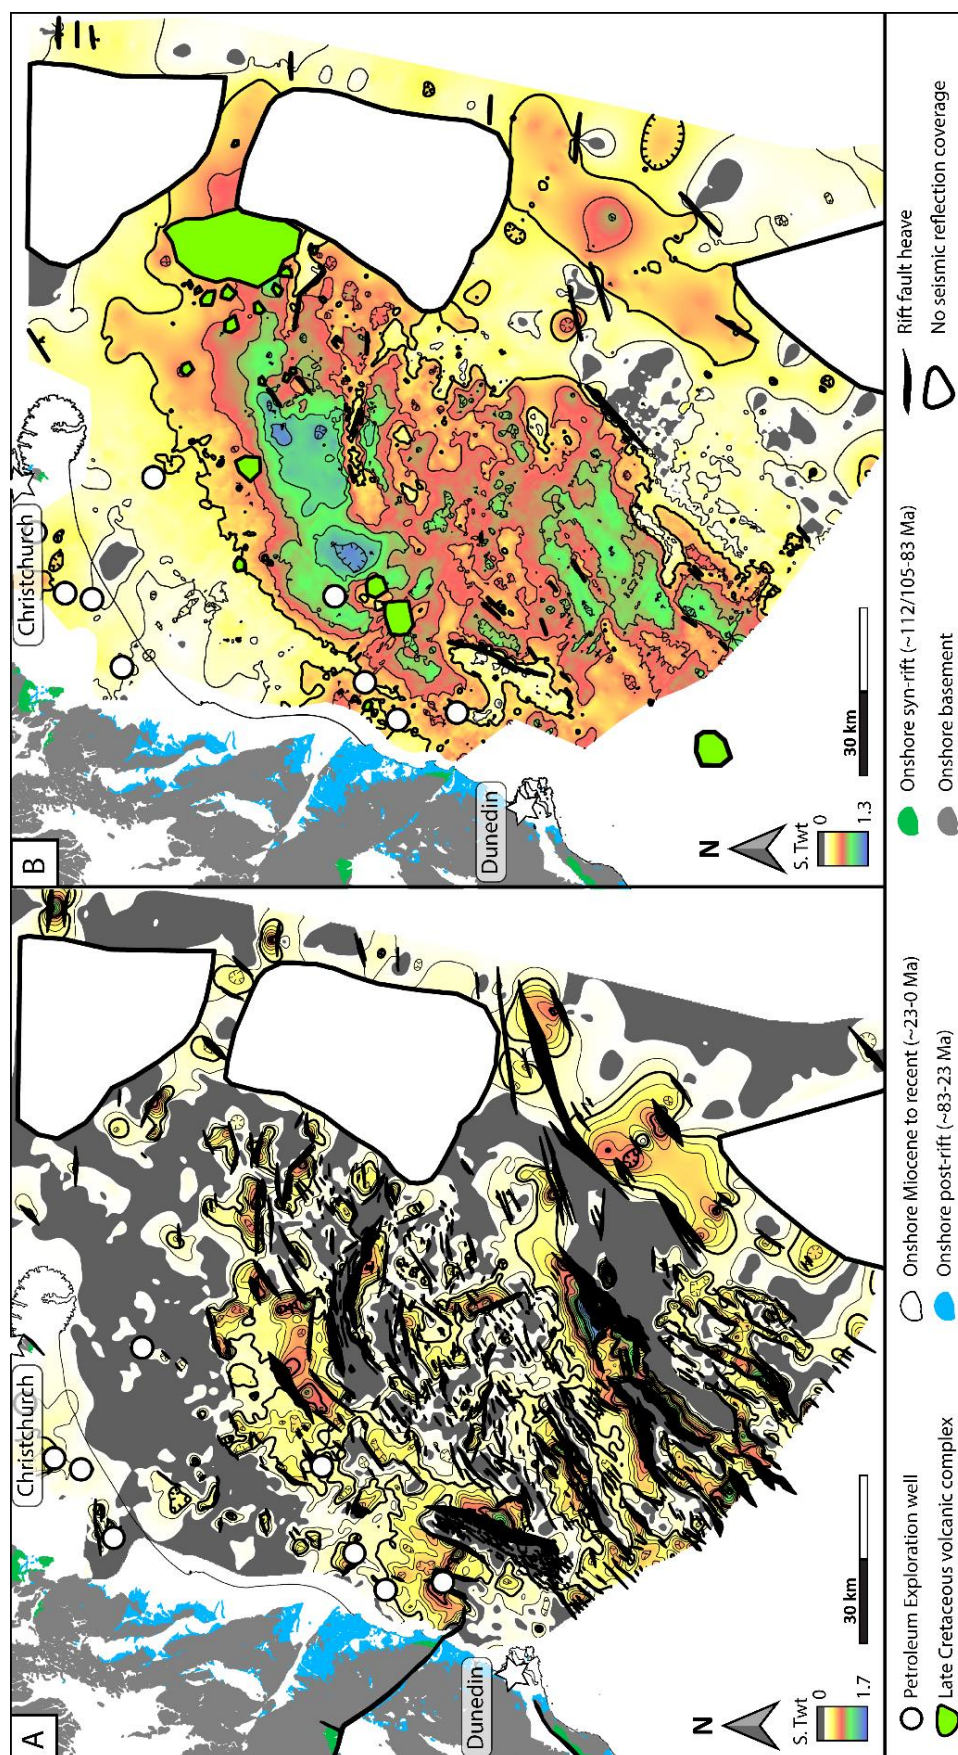 A
Christchurch
Dunedin
N
S. Twt
0
1.7
30 km
B
Christchurch
Dunedin
N
S. Twt
0
1.3
30 km
Petroleum Exploration well
Late Cretaceous volcanic complex
Onshore Miocene to recent (~23-0 Ma)
Onshore post-rift (~83-23 Ma)
Onshore syn-rift (~112/105-83 Ma)
Onshore basement
Rift fault heave
No seismic reflection coverage